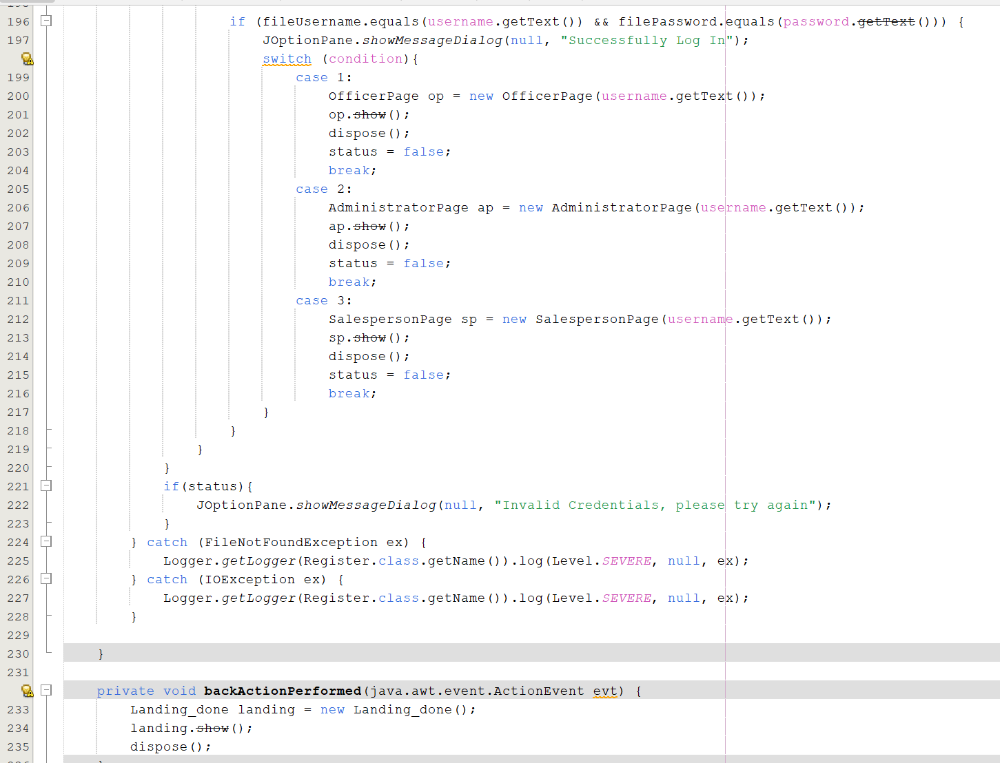 196 if (fileUsername.equals(username.getText()) && filePassword.equals(password.getText())) {
197 JOptionPane.showMessageDialog(null, "Successfully Log In");
switch (condition){
199 case 1:
200 OfficerPage op = new OfficerPage(username.getText());
201 op.show();
202 dispose();
203 status = false;
204 break;
205 case 2:
206 AdministratorPage ap = new AdministratorPage(username.getText());
207 ap.show();
208 dispose();
209 status = false;
210 break;
211 case 3:
212 SalespersonPage sp = new SalespersonPage(username.getText());
213 sp.show();
214 dispose();
215 status = false;
216 break;
217 }
218 }
219 }
220 }
221 if(status){
222 JOptionPane.showMessageDialog(null, "Invalid Credentials, please try again");
223 }
224 } catch (FileNotFoundException ex) {
225 Logger.getLogger(Register.class.getName()).log(Level.SEVERE, null, ex);
226 } catch (IOException ex) {
227 Logger.getLogger(Register.class.getName()).log(Level.SEVERE, null, ex);
228 }
229
230 }
231
private void backActionPerformed(java.awt.event.ActionEvent evt) {
233 Landing_done landing = new Landing_done();
234 landing.show();
235 dispose();